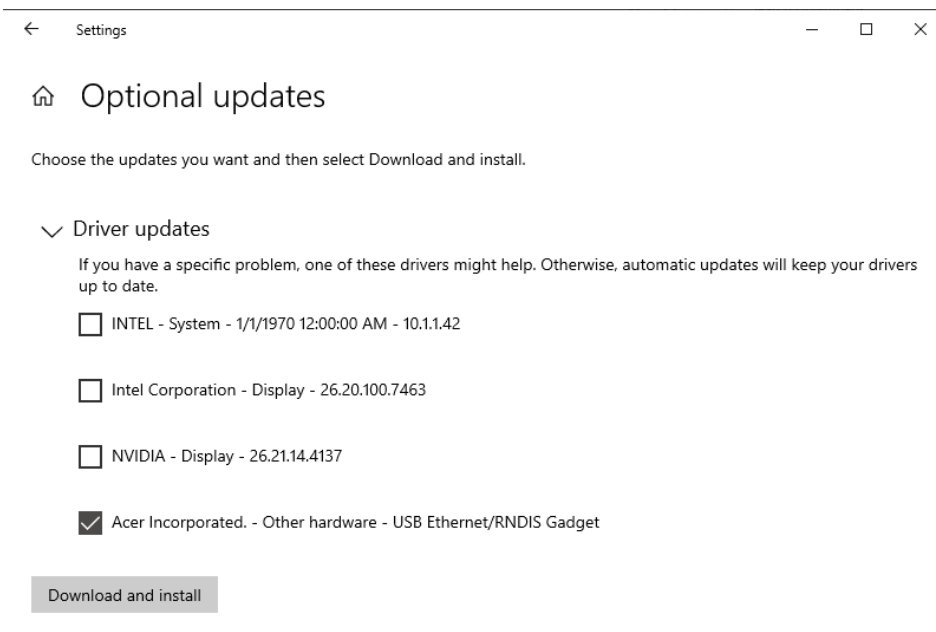 Settings
Optional updates
Choose the updates you want and then select Download and install.
Driver updates
If you have a specific problem, one of these drivers might help. Otherwise, automatic updates will keep your drivers
up to date.
INTEL - System - 1/1/1970 12:00:00 AM - 10.1.1.42
Intel Corporation - Display - 26.20.100.7463
NVIDIA - Display - 26.21.14.4137
Acer Incorporated. - Other hardware - USB Ethernet/RNDIS Gadget
Download and install